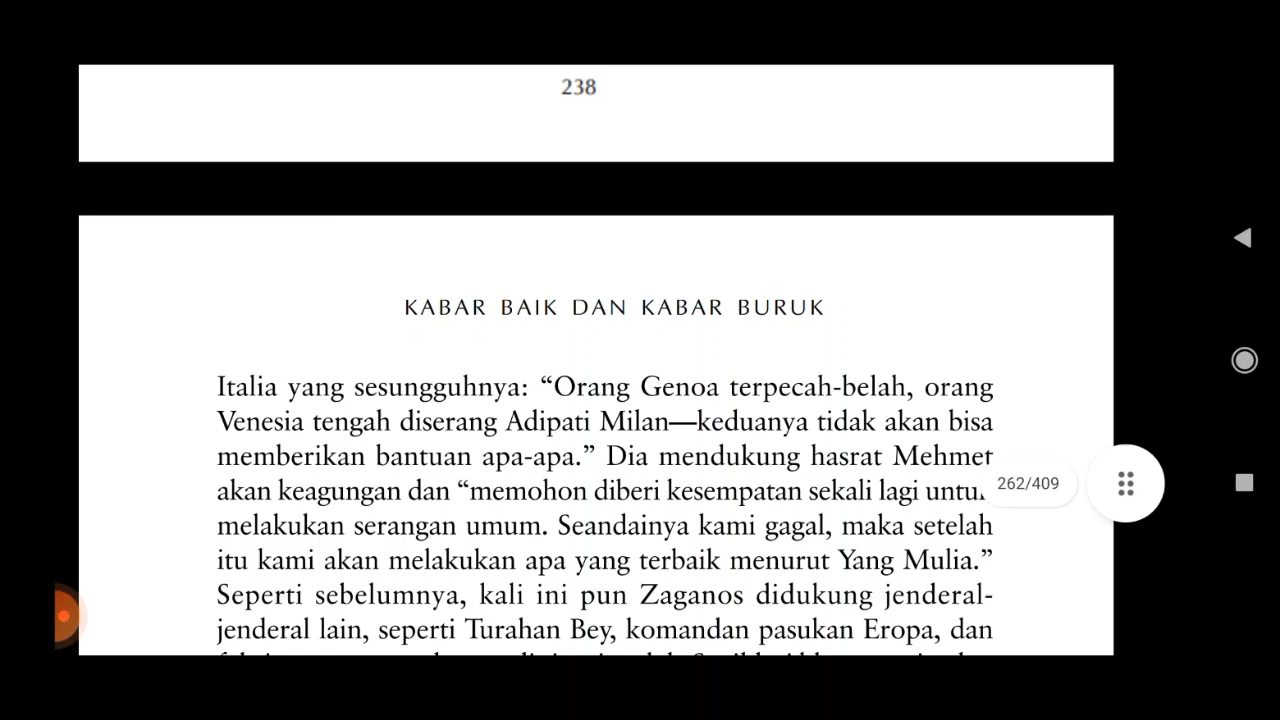 238
KABAR BAIK DAN KABAR BURUK
Italia yang sesungguhnya: “Orang Genoa terpecah-belah, orang
Venesia tengah diserang Adipati Milan—keduanya tidak akan bisa
memberikan bantuan apa-apa.” Dia mendukung hasrat Mehmet
akan keagungan dan “memohon diberi kesempatan sekali lagi untuk
262/409
melakukan serangan umum. Seandainya kami gagal, maka setelah
itu kami akan melakukan apa yang terbaik menurut Yang Mulia.”
Seperti sebelumnya, kali ini pun Zaganos didukung jenderal-
jenderal lain, seperti Turahan Bey, komandan pasukan Eropa, dan